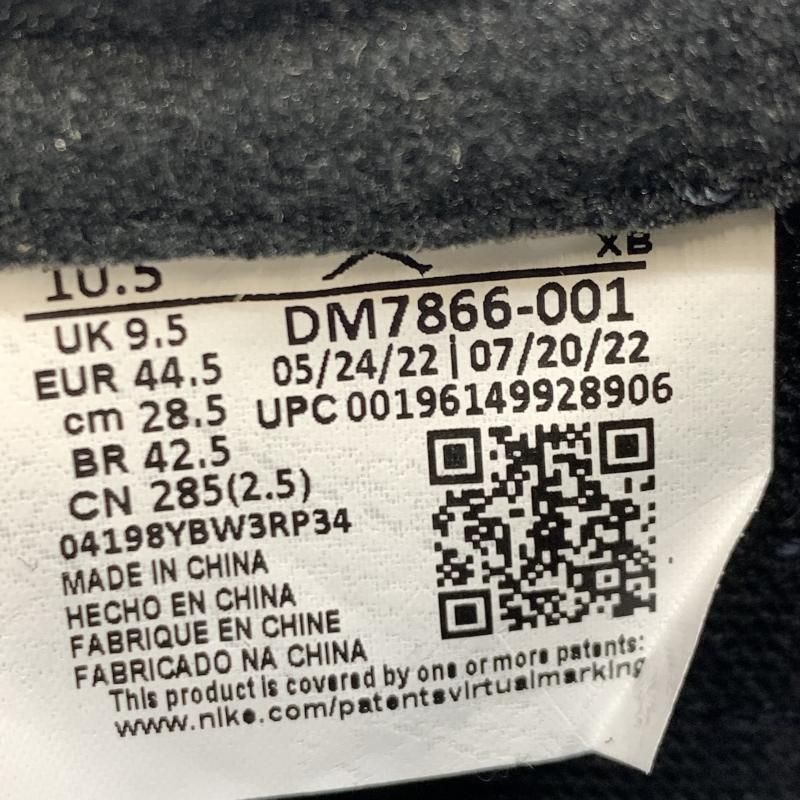 10.5 XB
UK 9.5 DM7866-001
EUR 44.5 05/24/22 | 07/20/22
cm 28.5 UPC 00196149928906
BR 42.5
CN 285(2.5)
04198YBW3RP34
MADE IN CHINA
HECHO EN CHINA
FABRIQUE EN CHINE
FABRICADO NA CHINA
This product is covered by one or more patents:
www.nike.com/patentsvirtualmarking